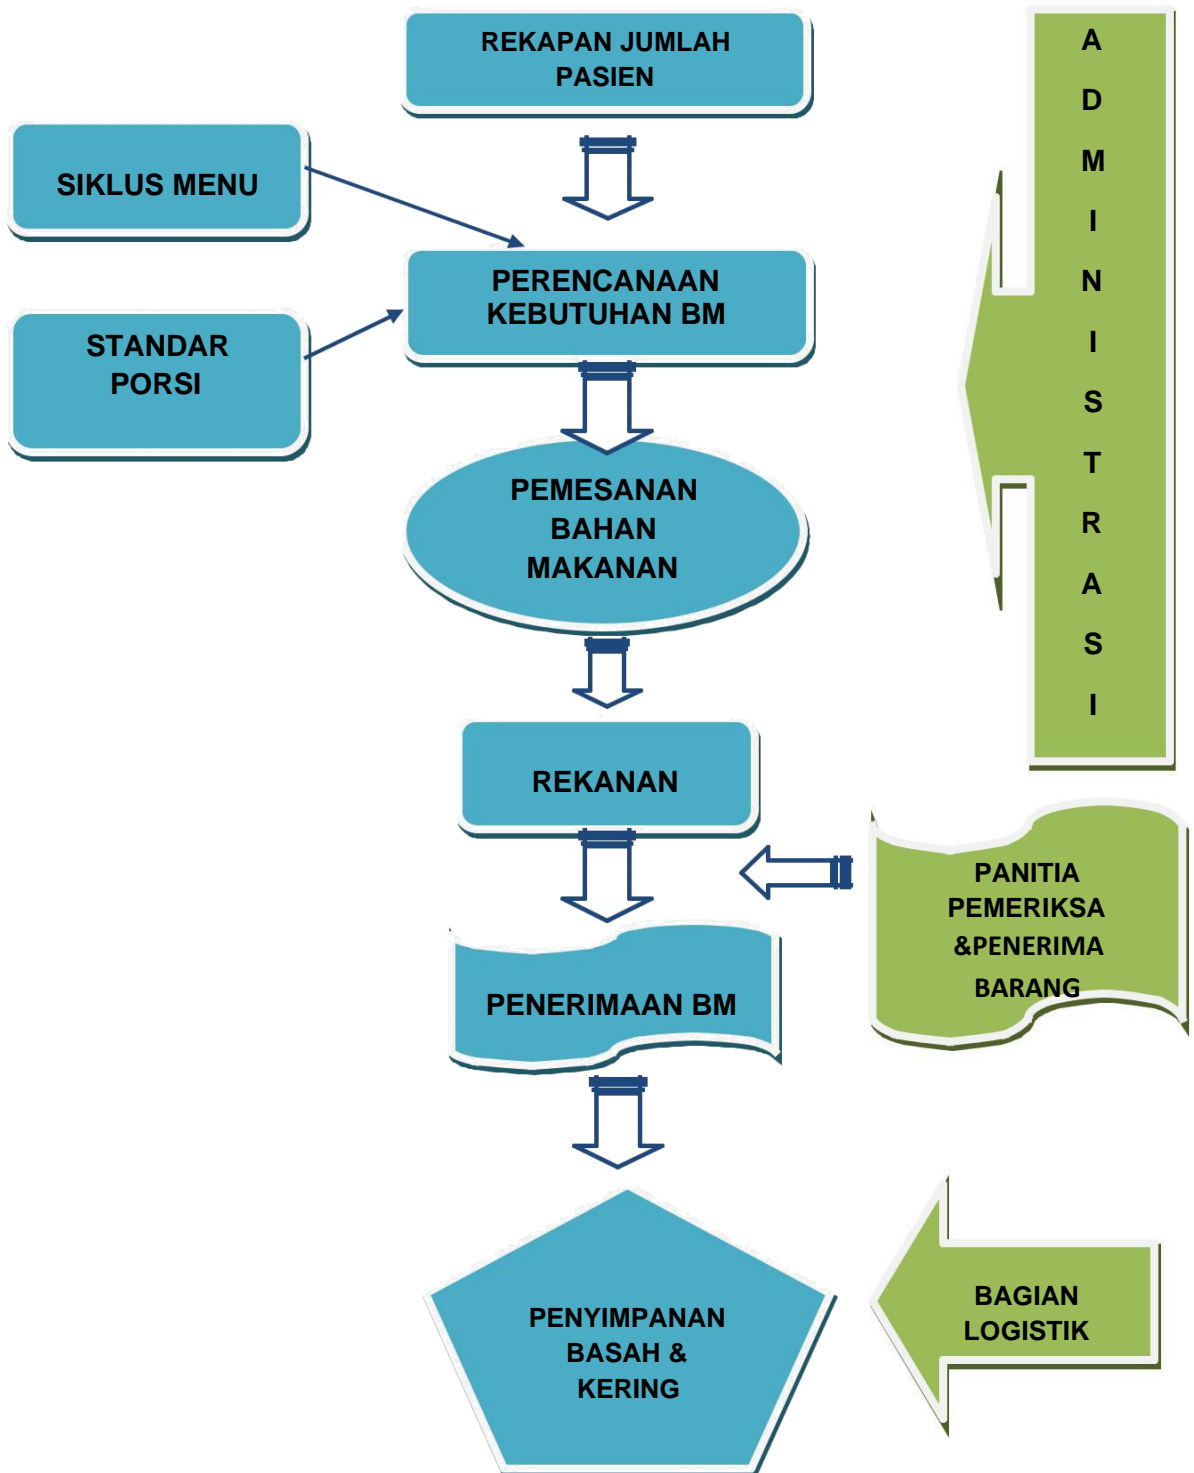 REKAPAN JUMLAH
PASIEN
SIKLUS MENU
PERENCANAAN
KEBUTUHAN BM
STANDAR
PORSI
PEMESANAN
BAHAN
MAKANAN
REKANAN
PENERIMAAN BM
PENYIMPANAN
BASAH &
KERING
A
D
M
I
N
I
S
T
R
A
S
I
PANITIA
PEMERIKSA
&PENERIMA
BARANG
BAGIAN
LOGISTIK